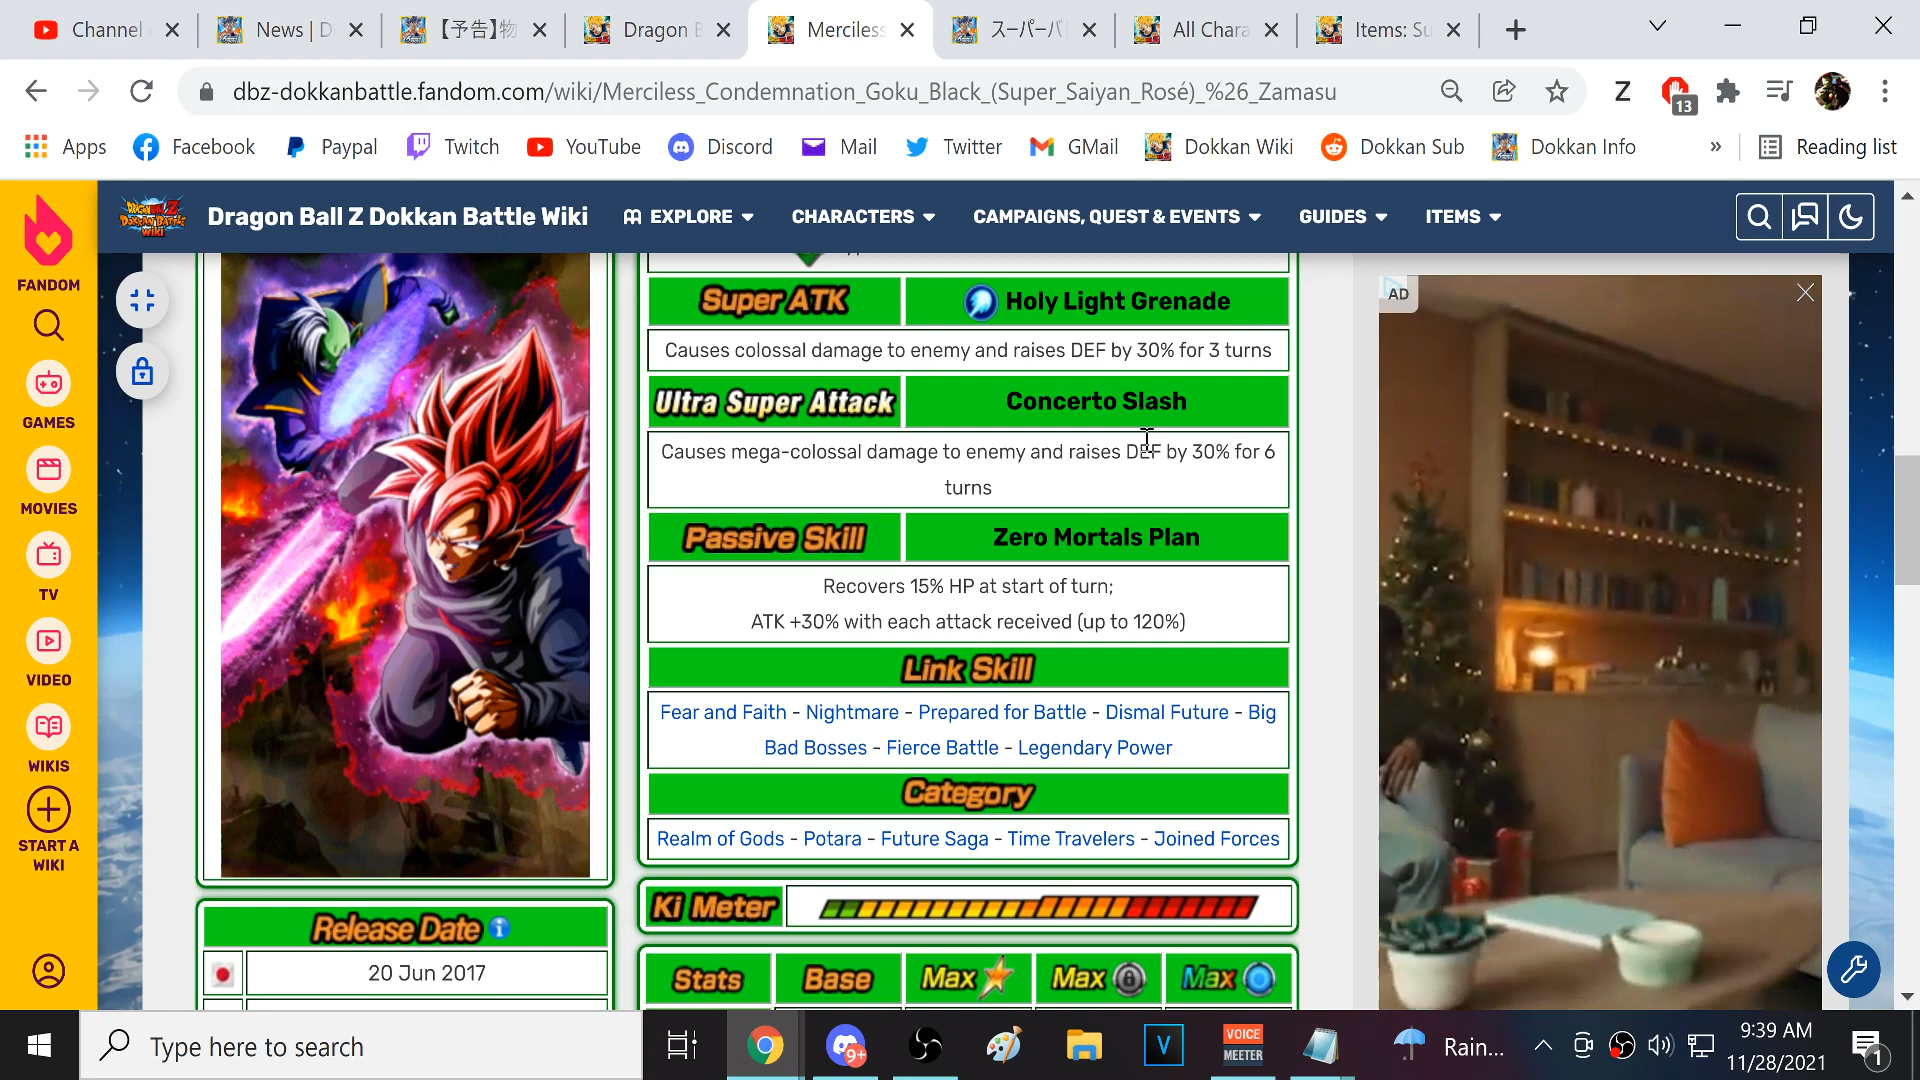 Channel
News | D
【予告】物
Dragon B
Merciless
スーパーバ
All Chara
Items: Su
dbz-dokkanbattle.fandom.com/wiki/Merciless_Condemnation_Goku_Black_(Super_Saiyan_Rosé)_%26_Zamasu
Z
13
Apps
Facebook
Paypal
Twitch
YouTube
Discord
Mail
Twitter
GMail
Dokkan Wiki
Dokkan Sub
Dokkan Info
»
Reading list
Dragon Ball Z Dokkan Battle Wiki
EXPLORE
CHARACTERS
CAMPAIGNS, QUEST & EVENTS
GUIDES
ITEMS
FANDOM
GAMES
MOVIES
TV
VIDEO
WIKIS
START A
WIKI
Super ATK
Holy Light Grenade
Causes colossal damage to enemy and raises DEF by 30% for 3 turns
Ultra Super Attack
Concerto Slash
Causes mega-colossal damage to enemy and raises DEF by 30% for 6
turns
Passive Skill
Zero Mortals Plan
Recovers 15% HP at start of turn;
ATK +30% with each attack received (up to 120%)
Link Skill
Fear and Faith - Nightmare - Prepared for Battle - Dismal Future - Big
Bad Bosses - Fierce Battle - Legendary Power
Category
Realm of Gods - Potara - Future Saga - Time Travelers - Joined Forces
Ki Meter
Release Date
20 Jun 2017
Stats
Base
Max
Max
Max
AD
Type here to search
9+
V
VOICE
MEETER
Rain...
9:39 AM
11/28/2021
1